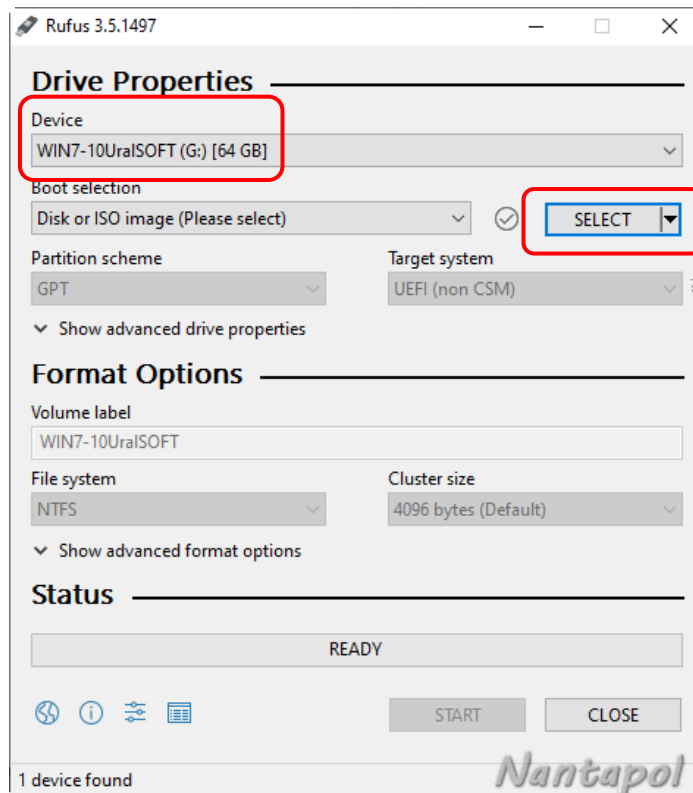 Rufus 3.5.1497
Drive Properties
Device
WIN7-10UralSOFT (G:) [64 GB]
Boot selection
Disk or ISO image (Please select)
SELECT
Partition scheme
Target system
GPT
UEFI (non CSM)
?
Show advanced drive properties
Format Options
Volume label
WIN7-10UralSOFT
File system
Cluster size
NTFS
4096 bytes (Default)
Show advanced format options
Status
READY
START
CLOSE
1 device found
Nantapol